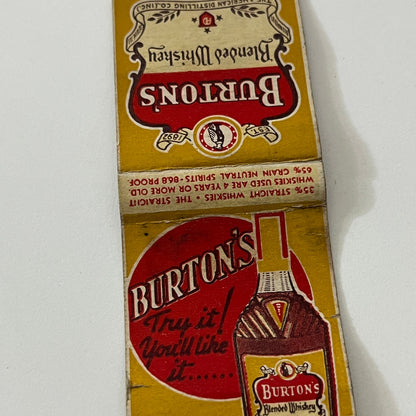 THE AMERICAN DISTILLING CO., INC.
Blended Whiskey
BURTON'S
EST. 1892
35% STRAIGHT WHISKIES • THE STRAIGHT
WHISKIES USED ARE 4 YEARS OR MORE OLD.
65% GRAIN NEUTRAL SPIRITS-86.8 PROOF.
BURTON'S
Try it!
You'll like
it......
BURTON'S
Blended Whiskey